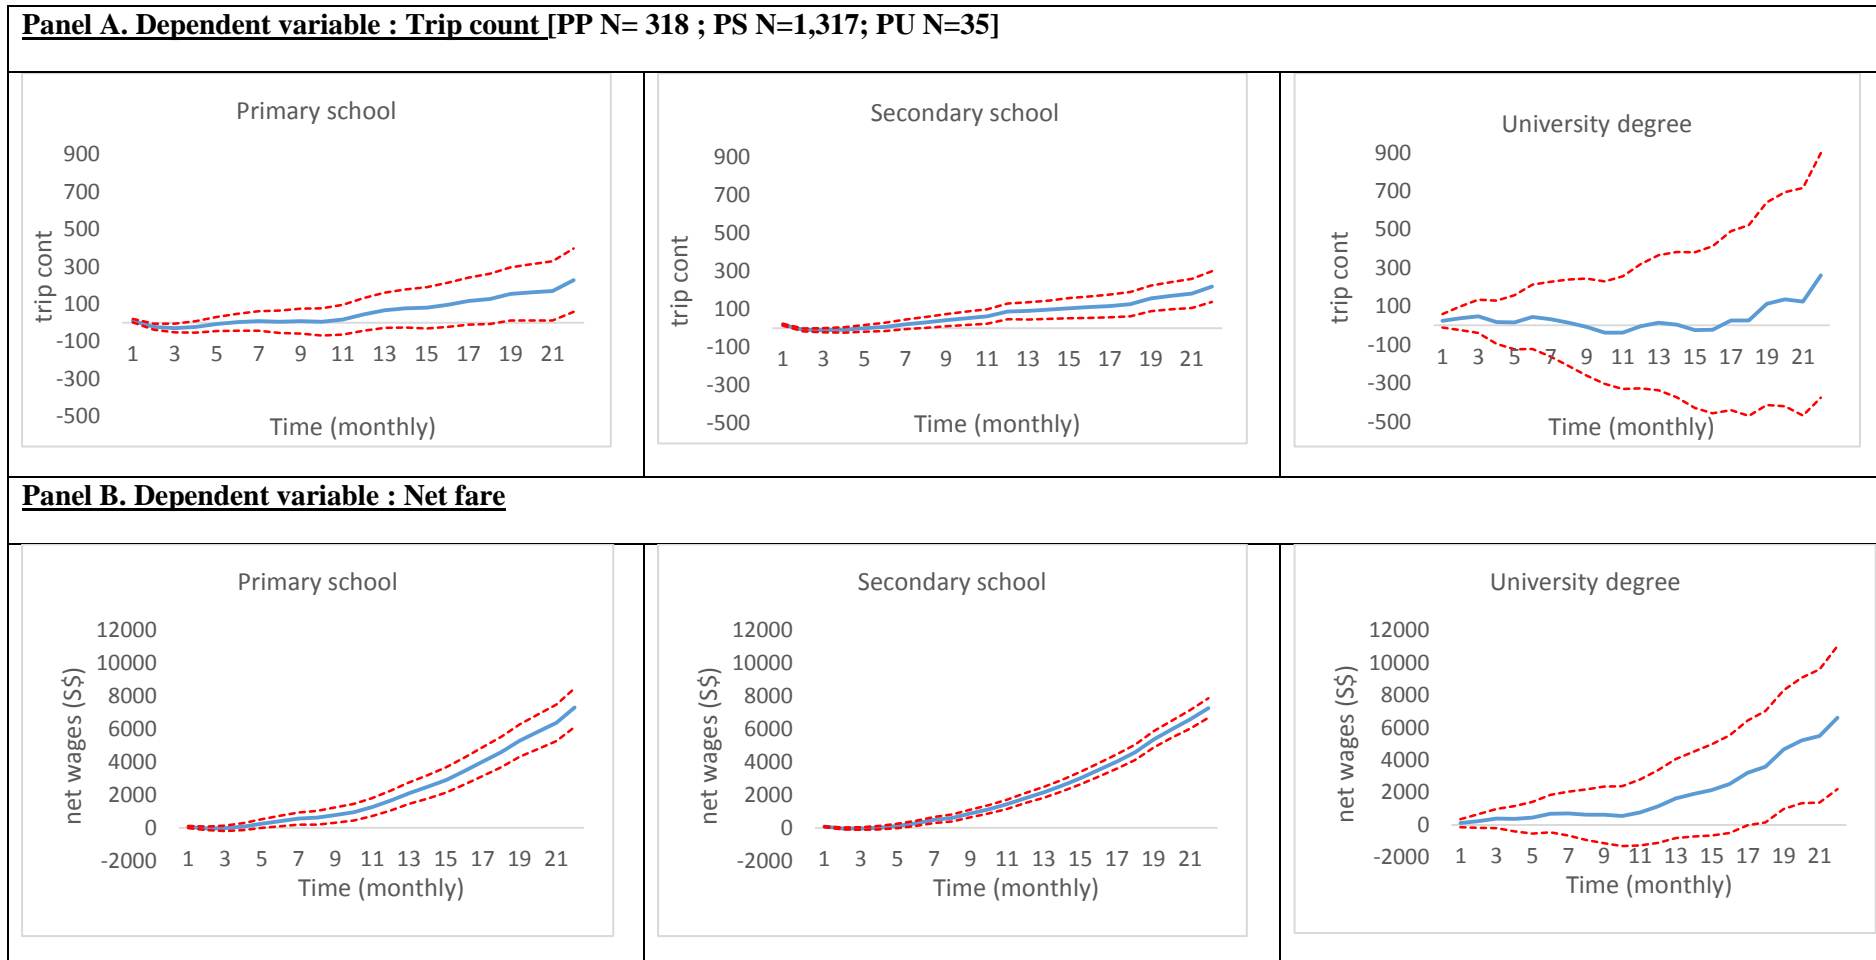 Panel A. Dependent variable : Trip count [PP N= 318 ; PS N=1,317; PU N=35]
Primary school
900
700
500
300
100
-100
-300
-500
trip cont
1 3 5 7 9 11 13 15 17 19 21
Time (monthly)
Secondary school
900
700
500
300
100
-100
-300
-500
trip cont
1 3 5 7 9 11 13 15 17 19 21
Time (monthly)
University degree
900
700
500
300
100
-100
-300
-500
trip cont
1 3 5 7 9 11 13 15 17 19 21
Time (monthly)
Panel B. Dependent variable : Net fare
Primary school
12000
10000
8000
6000
4000
2000
0
-2000
net wages (S$)
1 3 5 7 9 11 13 15 17 19 21
Time (monthly)
Secondary school
12000
10000
8000
6000
4000
2000
0
-2000
net wages (S$)
1 3 5 7 9 11 13 15 17 19 21
Time (monthly)
University degree
12000
10000
8000
6000
4000
2000
0
-2000
net wages (S$)
1 3 5 7 9 11 13 15 17 19 21
Time (monthly)